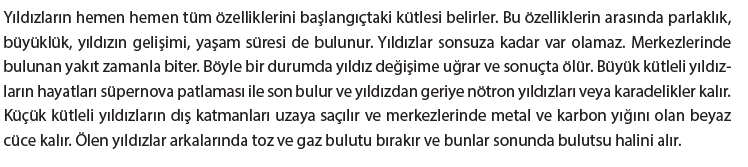 Yıldızların hemen hemen tüm özelliklerini başlangıçtaki kütlesi belirler. Bu özelliklerin arasında parlaklık,
büyüklük, yıldızın gelişimi, yaşam süresi de bulunur. Yıldızlar sonsuza kadar var olamaz. Merkezlerinde
bulunan yakıt zamanla biter. Böyle bir durumda yıldız değişime uğrar ve sonuçta ölür. Büyük kütleli yıldız-
ların hayatları süpernova patlaması ile son bulur ve yıldızdan geriye nötron yıldızları veya karadelikler kalır.
Küçük kütleli yıldızların dış katmanları uzaya saçılır ve merkezlerinde metal ve karbon yığını olan beyaz
cüce kalır. Ölen yıldızlar arkalarında toz ve gaz bulutu bırakır ve bunlar sonunda bulutsu halini alır.